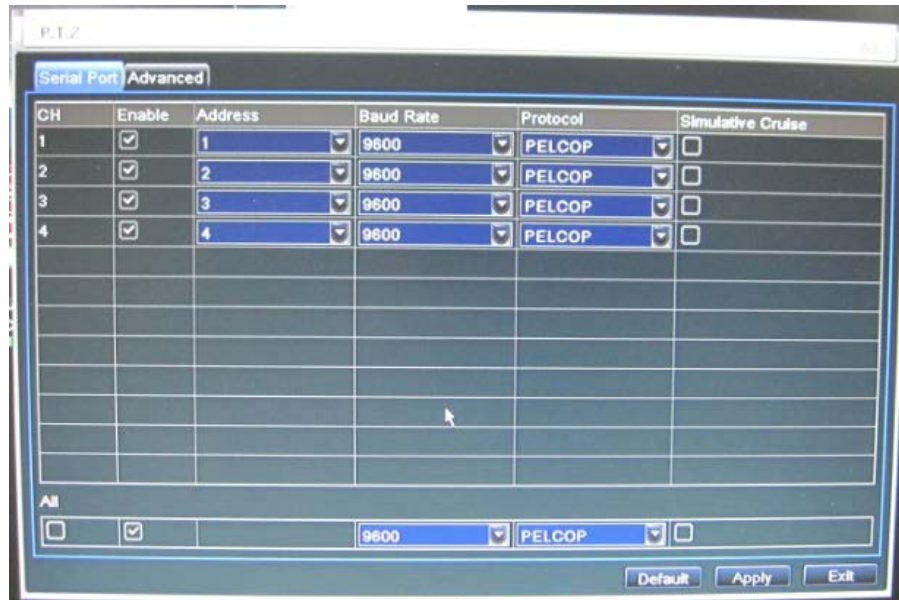 P.T.Z
Serial Port Advanced
CH Enable Address Baud Rate Protocol Simulative Cruise
1 1 9600 PELCOP
2 2 9600 PELCOP
3 3 9600 PELCOP
4 4 9600 PELCOP
All
9600 PELCOP
Default Apply Exit